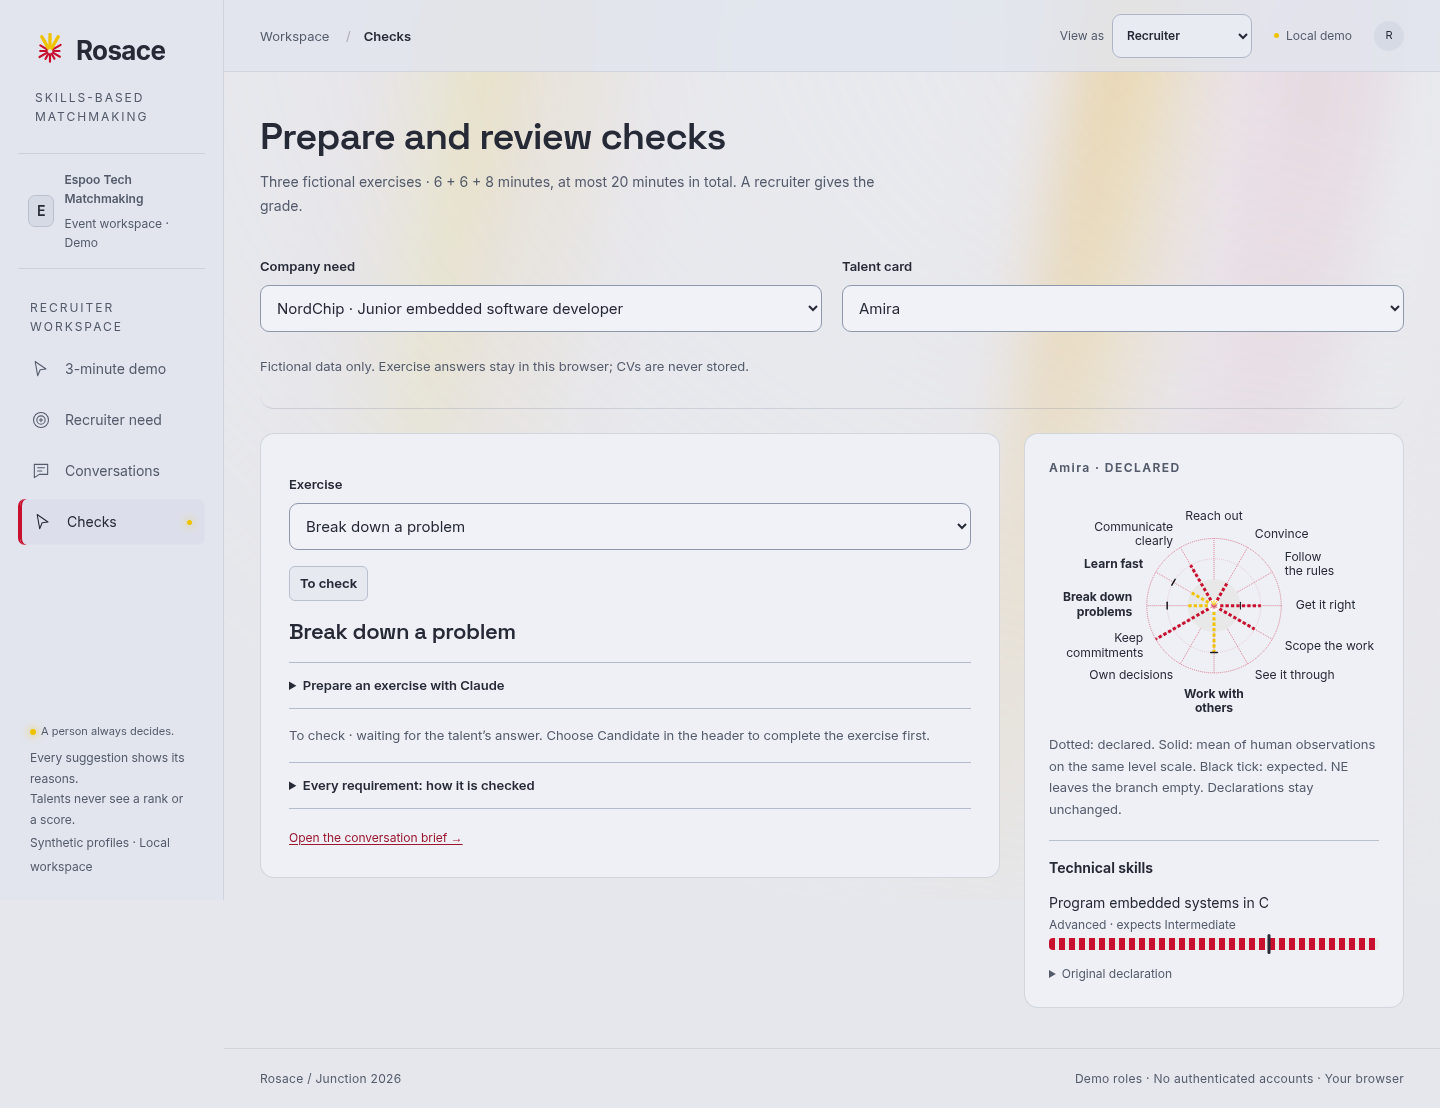 Rosace
SKILLS-BASED
MATCHMAKING
E
Espoo Tech
Matchmaking
Event workspace ·
Demo
RECRUITER
WORKSPACE
3-minute demo
Recruiter need
Conversations
Checks
A person always decides.
Every suggestion shows its
reasons.
Talents never see a rank or
a score.
Synthetic profiles · Local
workspace
Workspace / Checks
View as
Recruiter
Local demo
R
Prepare and review checks
Three fictional exercises · 6 + 6 + 8 minutes, at most 20 minutes in total. A recruiter gives the
grade.
Company need
NordChip · Junior embedded software developer
Talent card
Amira
Fictional data only. Exercise answers stay in this browser; CVs are never stored.
Exercise
Break down a problem
To check
Break down a problem
Prepare an exercise with Claude
To check · waiting for the talent’s answer. Choose Candidate in the header to complete the exercise first.
Every requirement: how it is checked
Open the conversation brief →
Amira · DECLARED
Reach out
Convince
Follow
the rules
Get it right
Scope the work
See it through
Work with
others
Own decisions
Keep
commitments
Break down
problems
Learn fast
Communicate
clearly
Dotted: declared. Solid: mean of human observations
on the same level scale. Black tick: expected. NE
leaves the branch empty. Declarations stay
unchanged.
Technical skills
Program embedded systems in C
Advanced · expects Intermediate
Original declaration
Rosace / Junction 2026
Demo roles · No authenticated accounts · Your browser